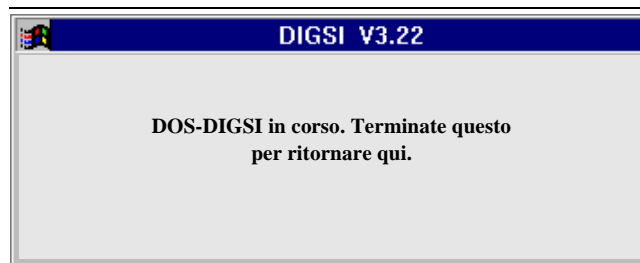 DIGSI V3.22
DOS-DIGSI in corso. Terminate questo
per ritornare qui.